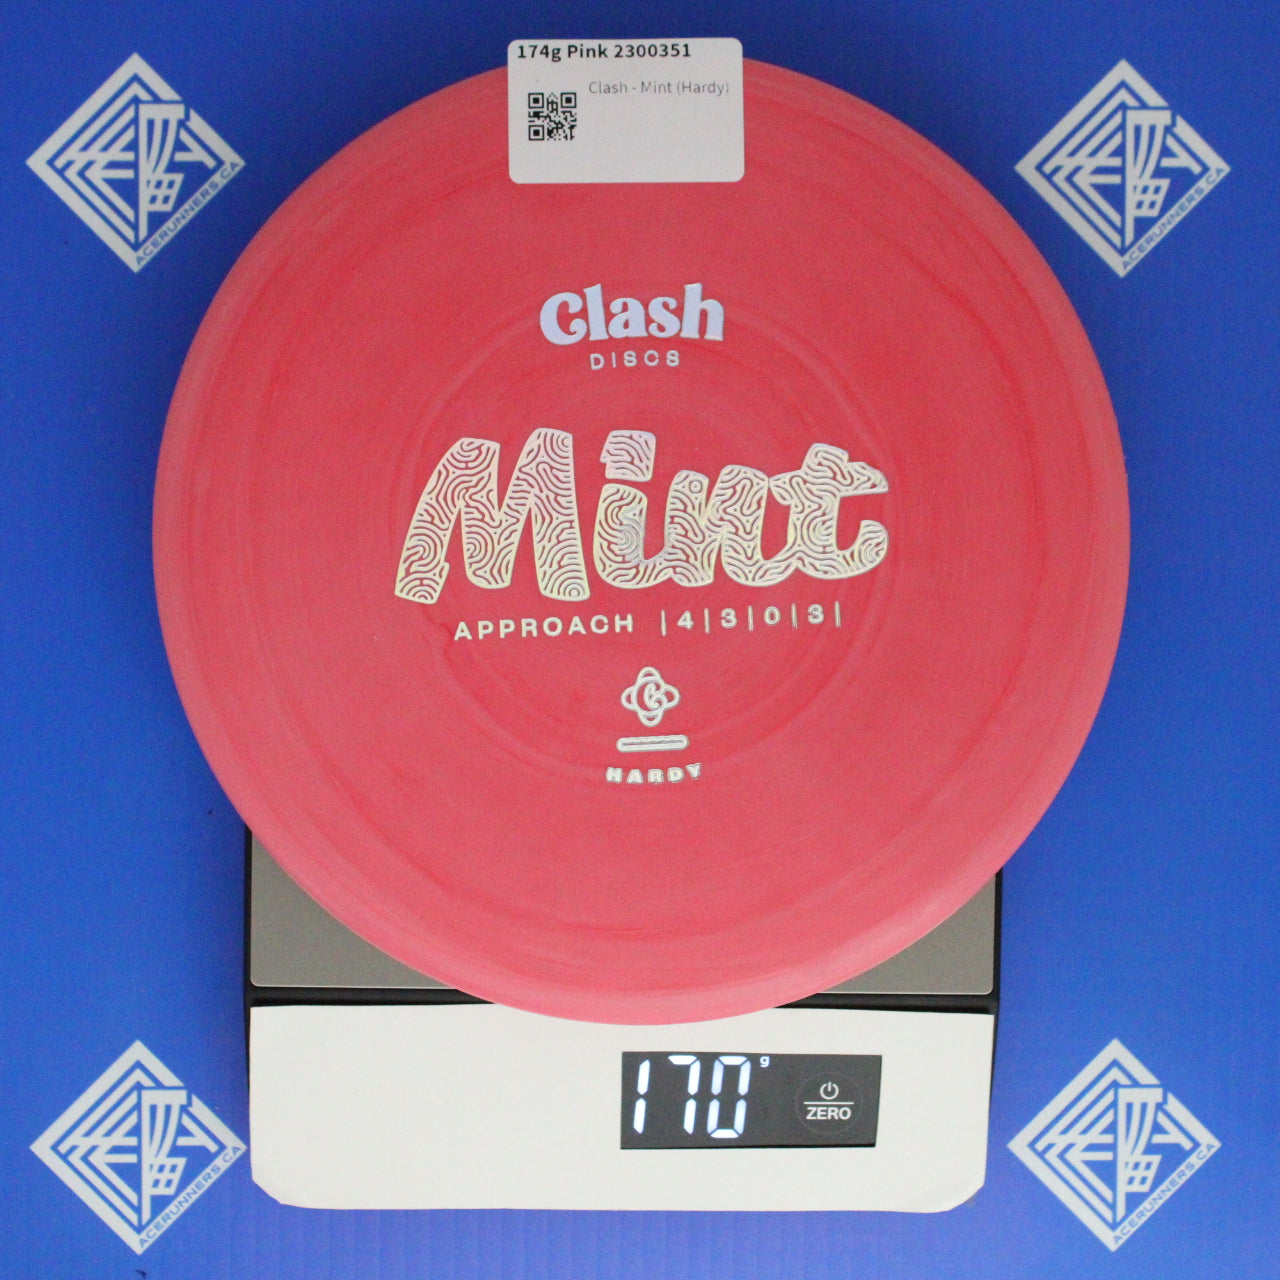 174g Pink 2300351
Clash - Mint (Hardy)
Clash
DISCS
Mint
APPROACH |4|3|0|3|
HARDY
170 g
ZERO
ACERUNNERS.CA
ACERUNNERS.CA
ACERUNNERS.CA
ACERUNNERS.CA